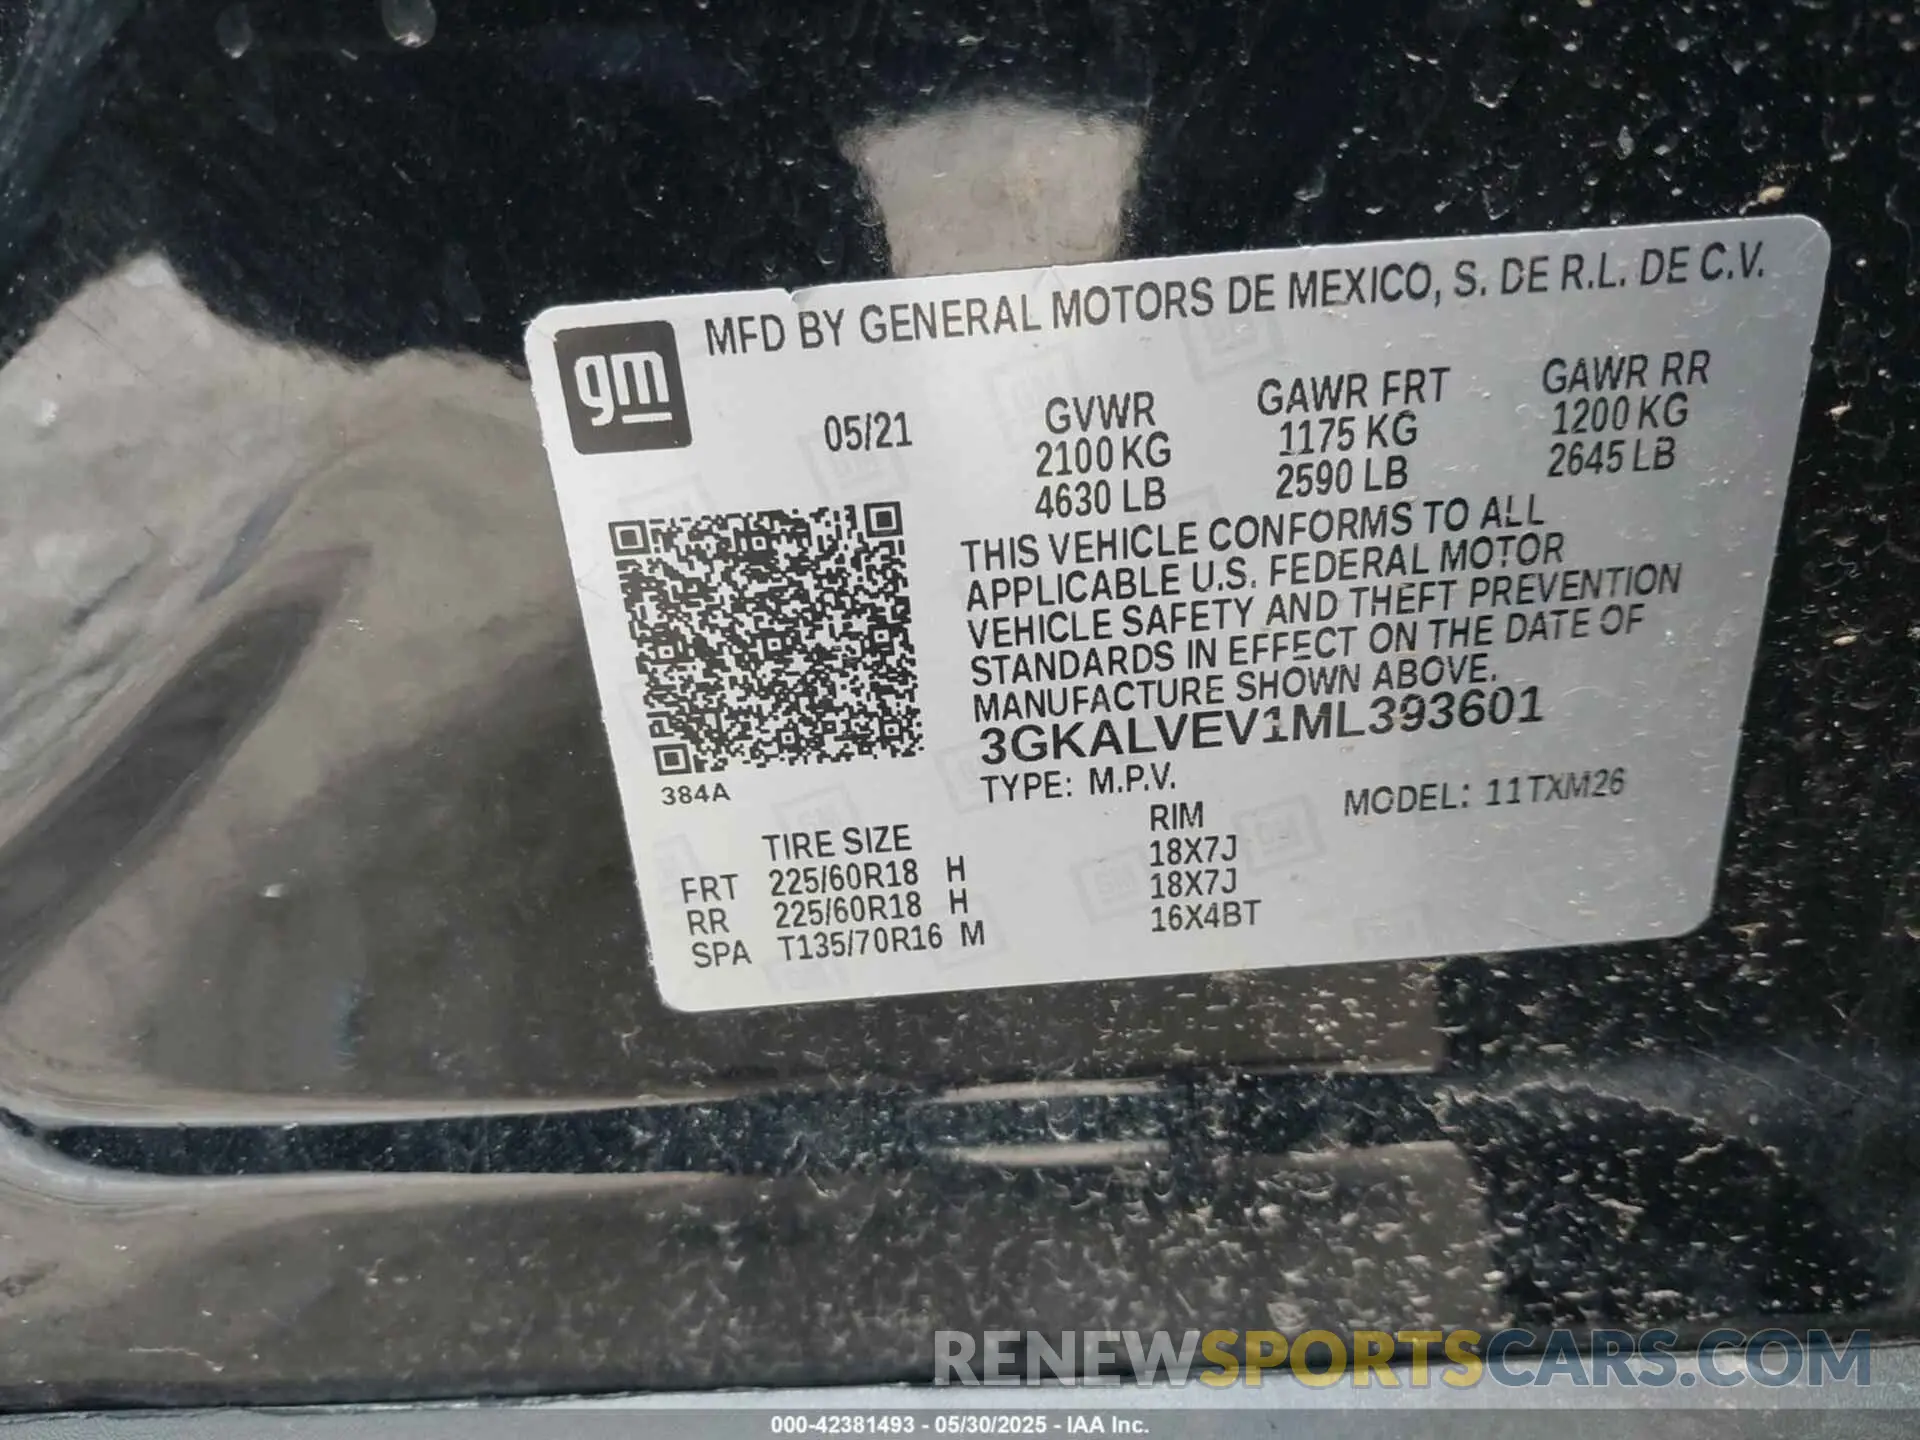 gm
MFD BY GENERAL MOTORS DE MEXICO, S. DE R.L. DE C.V.
05/21 GVWR GAWR FRT GAWR RR
2100 KG 1175 KG 1200 KG
4630 LB 2590 LB 2645 LB
THIS VEHICLE CONFORMS TO ALL
APPLICABLE U.S. FEDERAL MOTOR
VEHICLE SAFETY AND THEFT PREVENTION
STANDARDS IN EFFECT ON THE DATE OF
MANUFACTURE SHOWN ABOVE.
3GKALVEV1ML393601
384A
TYPE: M.P.V. MODEL: 11TXM26
TIRE SIZE RIM
FRT 225/60R18 H 18X7J
RR 225/60R18 H 18X7J
SPA T135/70R16 M 16X4BT
RENEWSPORTSCARS.COM
000-42381493 - 05/30/2025 - IAA Inc.